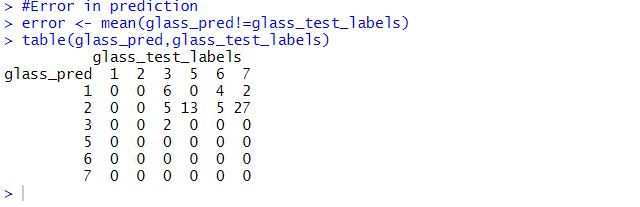 > #Error in prediction
> error <- mean(glass_pred!=glass_test_labels)
> table(glass_pred,glass_test_labels)
          glass_test_labels
glass_pred  1  2  3  5  6  7
         1  0  0  6  0  4  2
         2  0  0  5 13  5 27
         3  0  0  2  0  0  0
         5  0  0  0  0  0  0
         6  0  0  0  0  0  0
         7  0  0  0  0  0  0
>